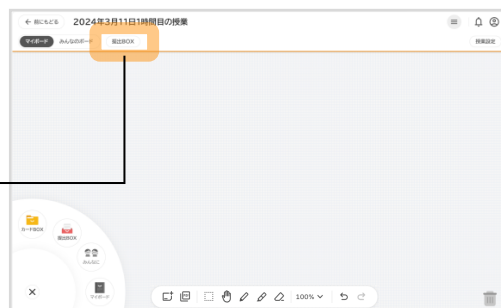 ← 前にもどる 2024年3月11日1時間目の授業
マイボード みんなのボード 提出BOX 授業設定
カードBOX
提出BOX
みんなに
マイボード
100%